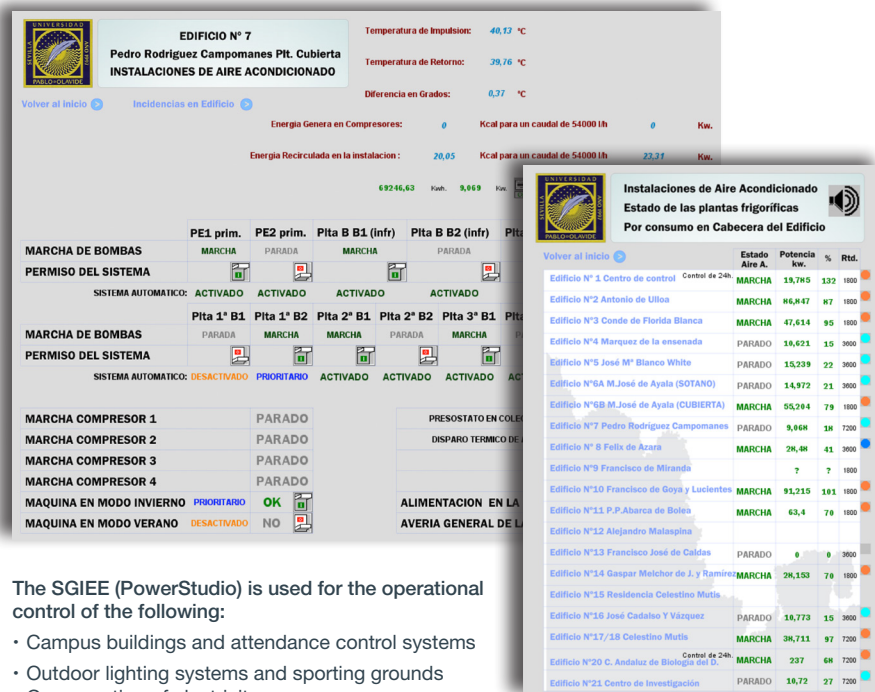 UNIVERSIDAD
SEVILLA
AÑO 1997
PABLO·OLAVIDE
EDIFICIO Nº 7
Pedro Rodriguez Campomanes Plt. Cubierta
INSTALACIONES DE AIRE ACONDICIONADO
Temperatura de Impulsion: 40,13 ºC
Temperatura de Retorno: 39,76 ºC
Diferencia en Grados: 0,37 ºC
Volver al inicio
Incidencias en Edificio
Energia Genera en Compresores: 0 Kcal para un caudal de 54000 l/h 0 Kw.
Energia Recirculada en la instalacion : 20,05 Kcal para un caudal de 54000 l/h 23,31 Kw.
69246,63 Kwh. 9,069 Kw.
PE1 prim. PE2 prim. Plta B B1 (infr) Plta B B2 (infr)
MARCHA DE BOMBAS MARCHA PARADA MARCHA PARADA
PERMISO DEL SISTEMA
SISTEMA AUTOMATICO: ACTIVADO ACTIVADO ACTIVADO ACTIVADO
Plta 1ª B1 Plta 1ª B2 Plta 2ª B1 Plta 2ª B2 Plta 3ª B1
MARCHA DE BOMBAS PARADA MARCHA MARCHA PARADA MARCHA
PERMISO DEL SISTEMA
SISTEMA AUTOMATICO: DESACTIVADO PRIORITARIO ACTIVADO ACTIVADO ACTIVADO
MARCHA COMPRESOR 1 PARADO PRESOSTATO EN
MARCHA COMPRESOR 2 PARADO DISPARO TERMICO DE
MARCHA COMPRESOR 3 PARADO
MARCHA COMPRESOR 4 PARADO
MAQUINA EN MODO INVIERNO PRIORITARIO OK ALIMENTACION EN LA
MAQUINA EN MODO VERANO DESACTIVADO NO AVERIA GENERAL DE
UNIVERSIDAD
SEVILLA
AÑO 1997
PABLO·OLAVIDE
Instalaciones de Aire Acondicionado
Estado de las plantas frigoríficas
Por consumo en Cabecera del Edificio
Volver al inicio
Estado Aire A. Potencia kw. % Rtd.
Edificio Nº 1 Centro de control Control de 24h. MARCHA 19,785 132 1800
Edificio Nº2 Antonio de Ulloa MARCHA 86,847 87 1800
Edificio Nº3 Conde de Florida Blanca MARCHA 47,614 95 1800
Edificio Nº4 Marquez de la ensenada PARADO 10,621 15 3600
Edificio Nº5 José Mª Blanco White PARADO 15,239 22 3600
Edificio Nº6A M.José de Ayala (SOTANO) PARADO 14,972 21 3600
Edificio Nº6B M.José de Ayala (CUBIERTA) MARCHA 55,204 79 1800
Edificio Nº7 Pedro Rodriguez Campomanes PARADO 9,068 18 7200
Edificio Nº 8 Felix de Azara MARCHA 28,48 41 3600
Edificio Nº9 Francisco de Miranda ? ? 1800
Edificio Nº10 Francisco de Goya y Lucientes MARCHA 91,215 101 1800
Edificio Nº11 P.P.Abarca de Bolea MARCHA 63,4 70 1800
Edificio Nº12 Alejandro Malaspina
Edificio Nº13 Francisco José de Caldas PARADO 0 0 3600
Edificio Nº14 Gaspar Melchor de J. y Ramirez MARCHA 28,153 70 1800
Edificio Nº15 Residencia Celestino Mutis
Edificio Nº16 José Cadalso Y Vázquez PARADO 10,773 15 3600
Edificio Nº17/18 Celestino Mutis MARCHA 38,711 97 7200
Edificio Nº20 C. Andaluz de Biología del D. Control de 24h. MARCHA 237 68 7200
Edificio Nº21 Centro de Investigación PARADO 10,72 27 7200
The SGIEE (PowerStudio) is used for the operational
control of the following:
• Campus buildings and attendance control systems
• Outdoor lighting systems and sporting grounds